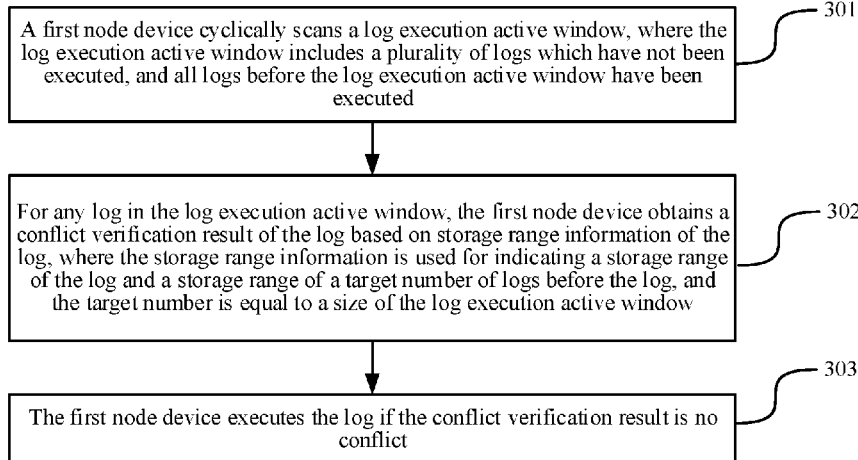 A first node device cyclically scans a log execution active window, where the
log execution active window includes a plurality of logs which have not been
executed, and all logs before the log execution active window have been
executed
301
For any log in the log execution active window, the first node device obtains a
conflict verification result of the log based on storage range information of the
log, where the storage range information is used for indicating a storage range
of the log and a storage range of a target number of logs before the log, and
the target number is equal to a size of the log execution active window
302
The first node device executes the log if the conflict verification result is no
conflict
303